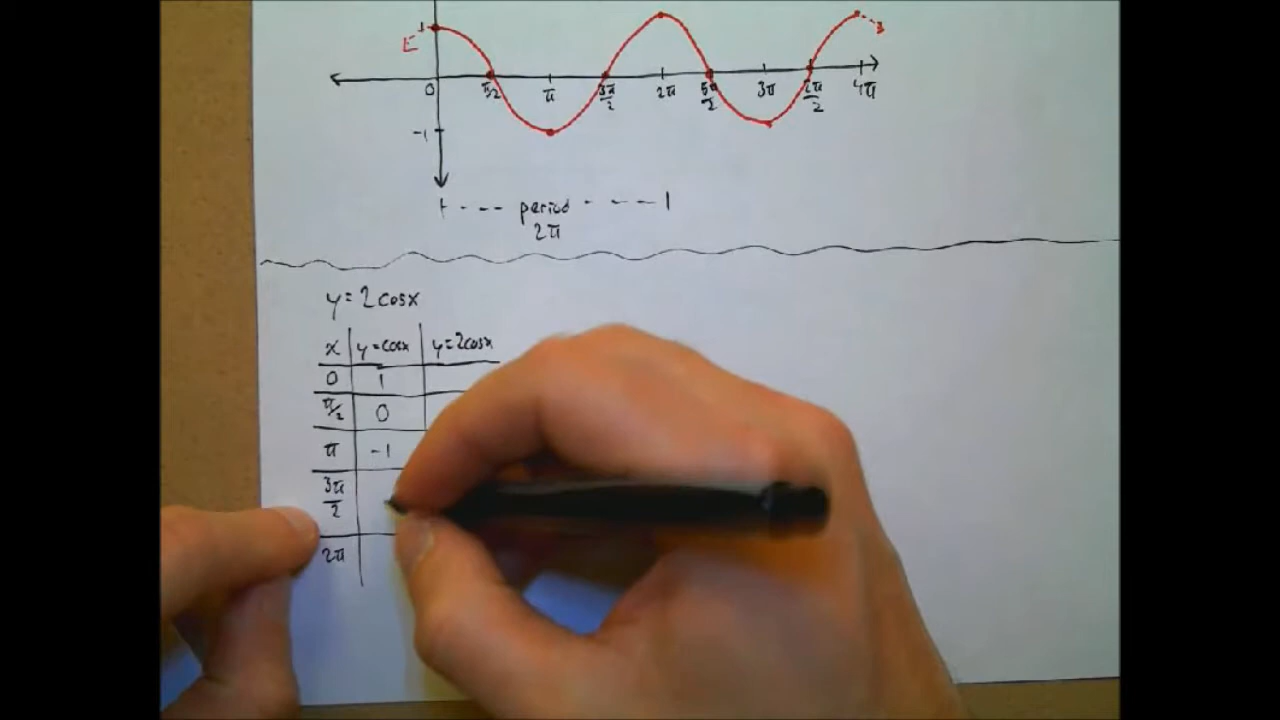 1
E
0 π/2 π 3π/2 2π 5π/2 3π 7π/2 4π
-1
period
2π
y=2cosx
x y=cosx y=2cosx
0 1
π/2 0
π -1
3π/2
2π